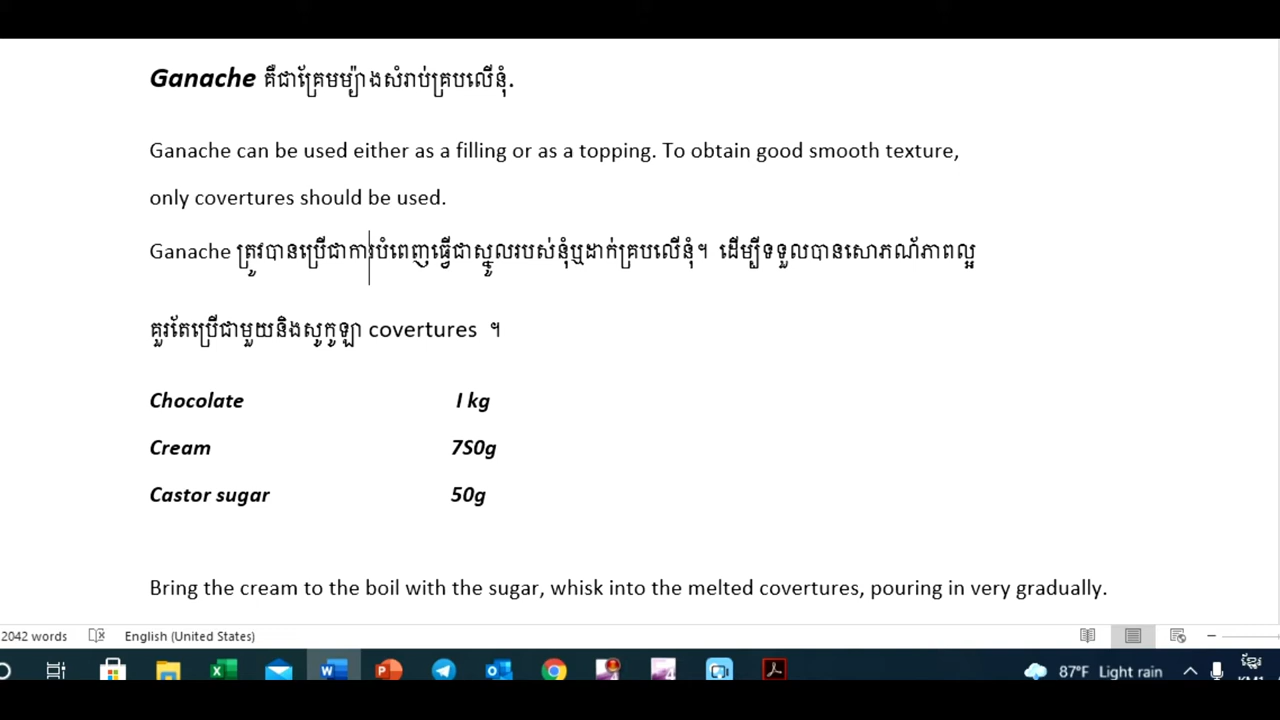 Ganache គឺជាគ្រែមម្យ៉ាងសំរាប់គ្របលើនុំ.
Ganache can be used either as a filling or as a topping. To obtain good smooth texture,
only covertures should be used.
Ganache ត្រូវបានប្រើជាការបំពេញធ្វើជាស្នូលរបស់នុំឬដាក់គ្របលើនុំ។ ដើម្បីទទួលបានសោភណ័ភាពល្អ
គួរតែប្រើជាមួយនិងសូកូឡា covertures ។
Chocolate I kg
Cream 7S0g
Castor sugar 50g
Bring the cream to the boil with the sugar, whisk into the melted covertures, pouring in very gradually.
2042 words English (United States)
87°F Light rain
ខ្មែរ